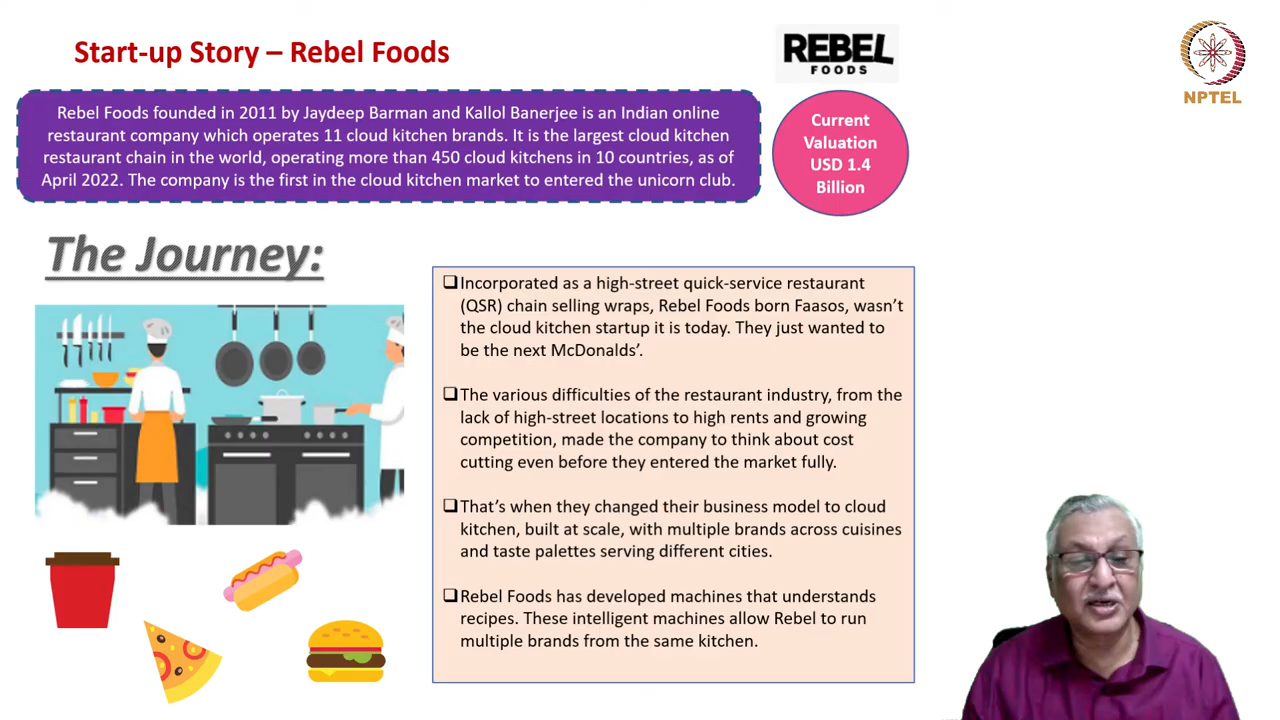 Start-up Story – Rebel Foods
REBEL
FOODS
NPTEL
Rebel Foods founded in 2011 by Jaydeep Barman and Kallol Banerjee is an Indian online
restaurant company which operates 11 cloud kitchen brands. It is the largest cloud kitchen
restaurant chain in the world, operating more than 450 cloud kitchens in 10 countries, as of
April 2022. The company is the first in the cloud kitchen market to entered the unicorn club.
Current
Valuation
USD 1.4
Billion
The Journey:
❑Incorporated as a high-street quick-service restaurant
(QSR) chain selling wraps, Rebel Foods born Faasos, wasn’t
the cloud kitchen startup it is today. They just wanted to
be the next McDonalds’.
❑The various difficulties of the restaurant industry, from the
lack of high-street locations to high rents and growing
competition, made the company to think about cost
cutting even before they entered the market fully.
❑That’s when they changed their business model to cloud
kitchen, built at scale, with multiple brands across cuisines
and taste palettes serving different cities.
❑Rebel Foods has developed machines that understands
recipes. These intelligent machines allow Rebel to run
multiple brands from the same kitchen.